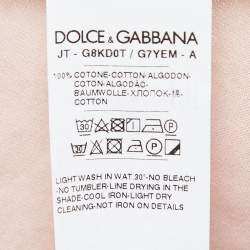 DOLCE & GABBANA
JT - G8KD0T / G7YEM - A
100% COTONE-COTTON-ALGODON-
COTON-ALGODÃO-
BAUMWOLLE-ХЛОПОК-棉-
COTTON
30
P
LIGHT WASH IN WAT.30°-NO BLEACH
-NO TUMBLER-LINE DRYING IN THE
SHADE-COOL IRON-LIGHT DRY
CLEANING-NOT IRON ON DETAILS